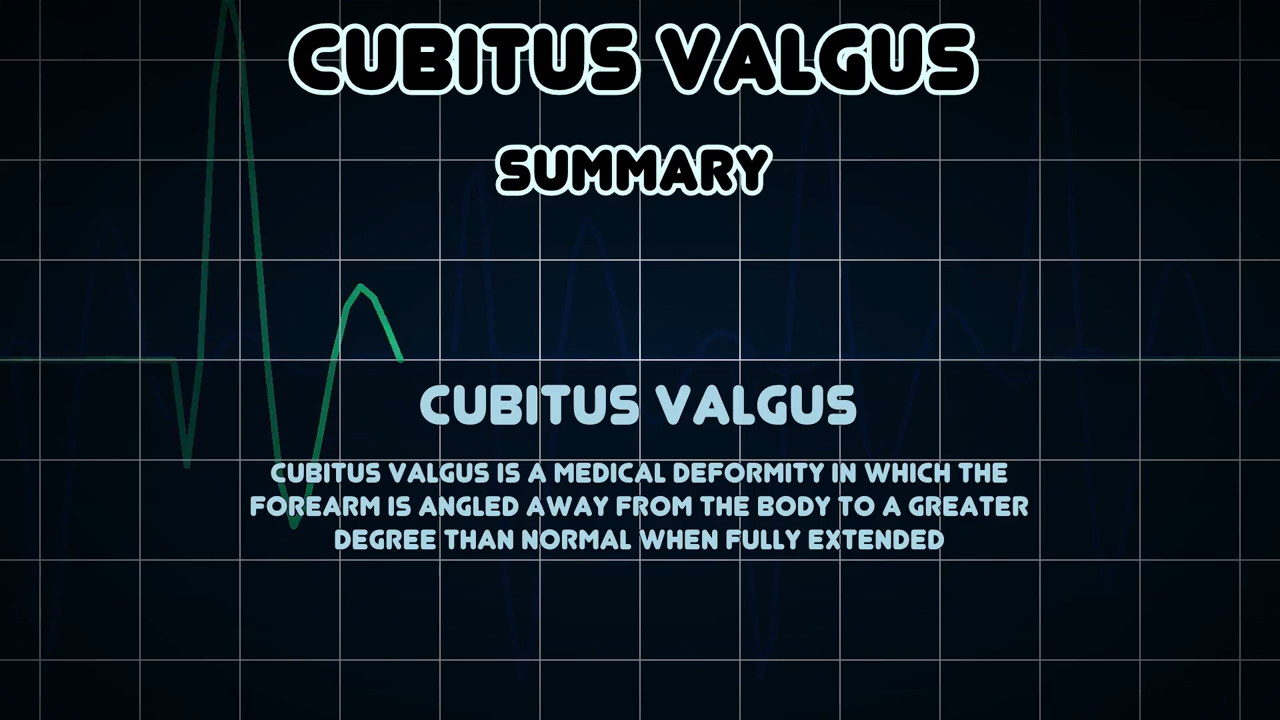 CUBITUS VALGUS
SUMMARY
CUBITUS VALGUS
CUBITUS VALGUS IS A MEDICAL DEFORMITY IN WHICH THE
FOREARM IS ANGLED AWAY FROM THE BODY TO A GREATER
DEGREE THAN NORMAL WHEN FULLY EXTENDED